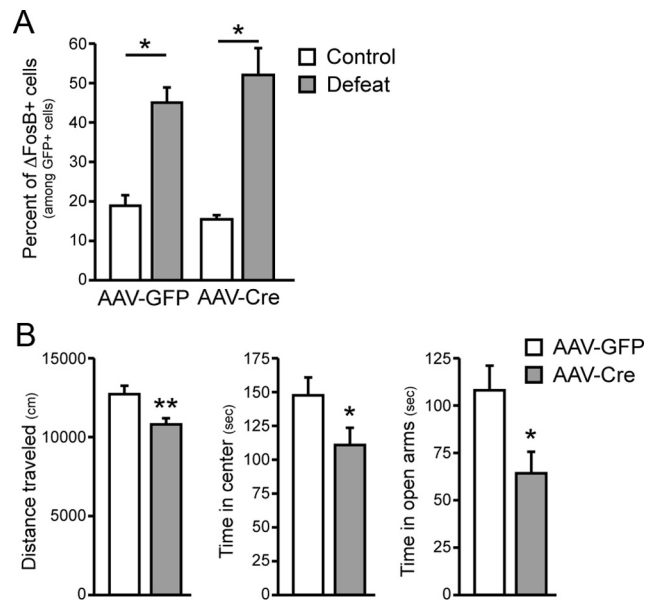 A
Percent of ΔFosB+ cells
(among GFP+ cells)
60
50
40
30
20
10
0
*
*
Control
Defeat
AAV-GFP
AAV-Cre
B
AAV-GFP
AAV-Cre
Distance traveled (cm)
15000
10000
5000
0
**
Time in center (sec)
175
150
125
100
75
50
25
0
*
Time in open arms (sec)
125
100
75
50
25
0
*